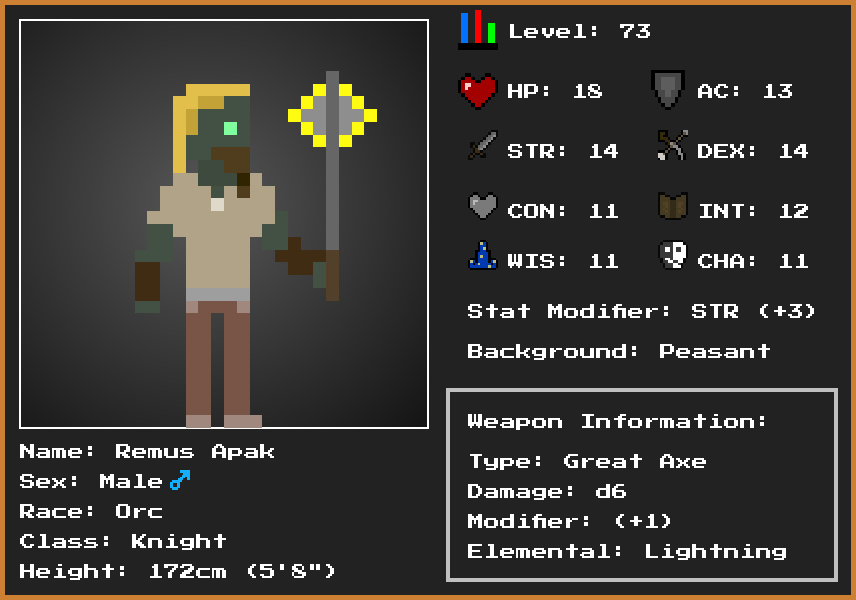 Level: 73
HP: 18
AC: 13
STR: 14
DEX: 14
CON: 11
INT: 12
WIS: 11
CHA: 11
Stat Modifier: STR (+3)
Background: Peasant
Weapon Information:
Type: Great Axe
Damage: d6
Modifier: (+1)
Elemental: Lightning
Name: Remus Apak
Sex: Male ♂
Race: Orc
Class: Knight
Height: 172cm (5'8")